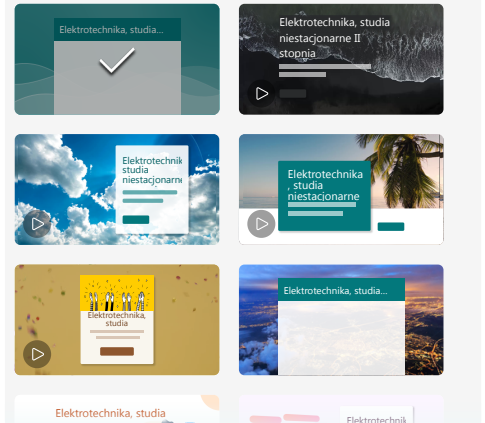 Elektrotechnika, studia...
Elektrotechnika, studia
niestacjonarne II
stopnia
Elektrotechnik
studia
niestacjonarne
Elektrotechnika
, studia
niestacjonarne
Elektrotechnika,
studia
Elektrotechnika, studia...
Elektrotechnika, studia
Elektrotechnik